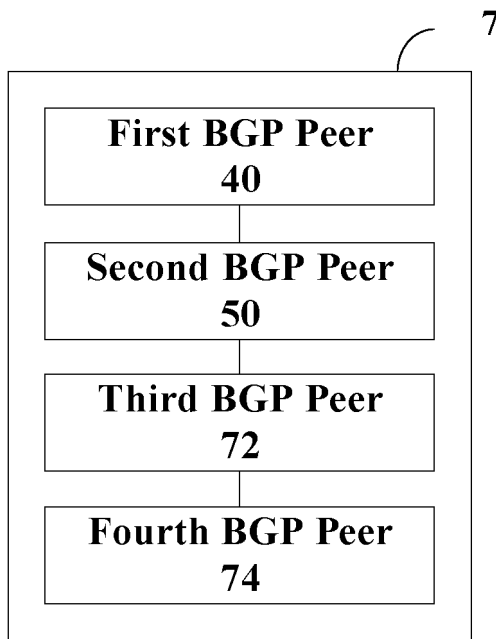 7
First BGP Peer
40
Second BGP Peer
50
Third BGP Peer
72
Fourth BGP Peer
74